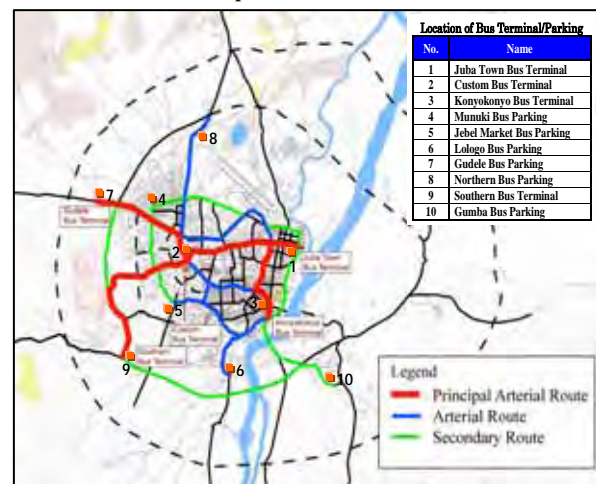 Location of Bus Terminal/Parking
No. Name
1 Juba Town Bus Terminal
2 Custom Bus Terminal
3 Konyokonyo Bus Terminal
4 Munuki Bus Parking
5 Jebel Market Bus Parking
6 Lologo Bus Parking
7 Gudele Bus Parking
8 Northern Bus Parking
9 Southern Bus Terminal
10 Gumba Bus Parking
8
7
4
Gudele
Bus Terminal
2
1
Juba Town
Bus Terminal
3
5
Custom
Bus Terminal
Konyokonyo
Bus Terminal
Southern
Bus Terminal
9
6
10
Legend
Principal Arterial Route
Arterial Route
Secondary Route